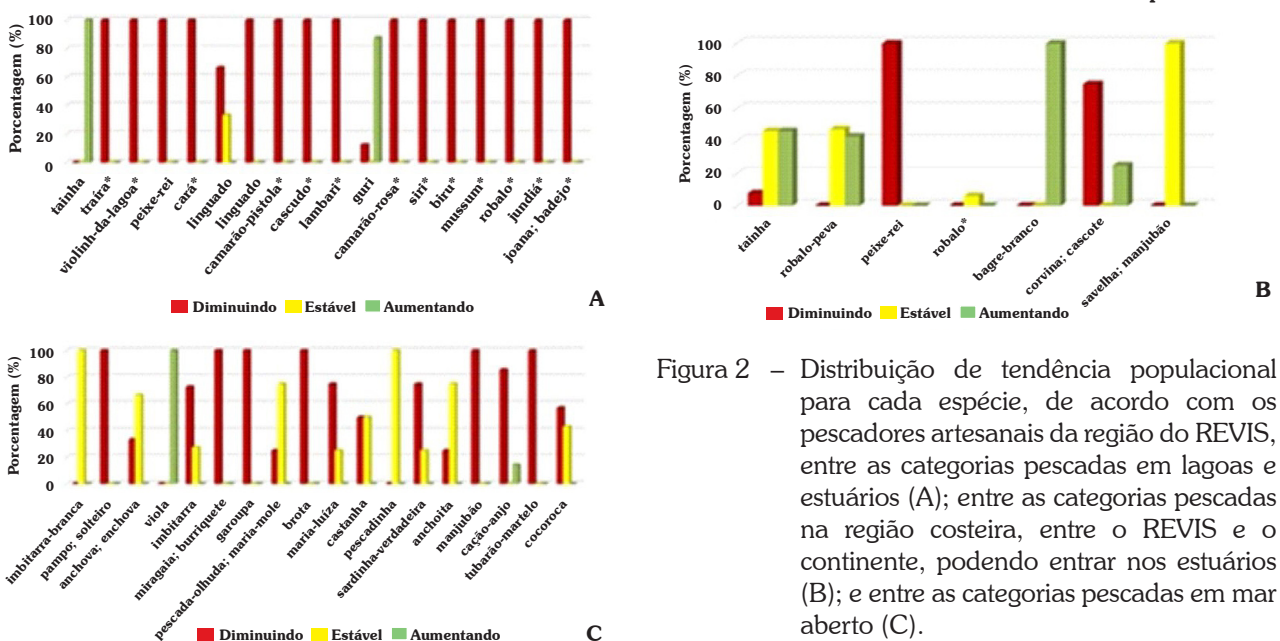 Porcentagem (%)
100
80
60
40
20
0
tainha
traíra*
violinh-da-lagoa*
peixe-rei
cará*
linguado
linguado
camarão-pistola*
cascudo*
lambari*
guri
camarão-rosa*
siri*
biru*
mussum*
robalo*
jundiá*
joana; badejo*
Diminuindo Estável Aumentando
A
Porcentagem (%)
100
80
60
40
20
0
tainha
robalo-peva
peixe-rei
robalo*
bagre-branco
corvina; cascote
savelha; manjubão
Diminuindo Estável Aumentando
B
Porcentagem (%)
100
80
60
40
20
0
imbitarra-branca
pampo; solteiro
anchova; enchova
viola
imbitarra
miragaia; burriquete
garoupa
pescada-olhuda; maria-mole
brota
maria-luíza
castanha
pescadinha
sardinha-verdadeira
anchoita
manjubão
cação-anjo
tubarão-martelo
cocoroca
Diminuindo Estável Aumentando
C
Figura 2 – Distribuição de tendência populacional
para cada espécie, de acordo com os
pescadores artesanais da região do REVIS,
entre as categorias pescadas em lagoas e
estuários (A); entre as categorias pescadas
na região costeira, entre o REVIS e o
continente, podendo entrar nos estuários
(B); e entre as categorias pescadas em mar
aberto (C).